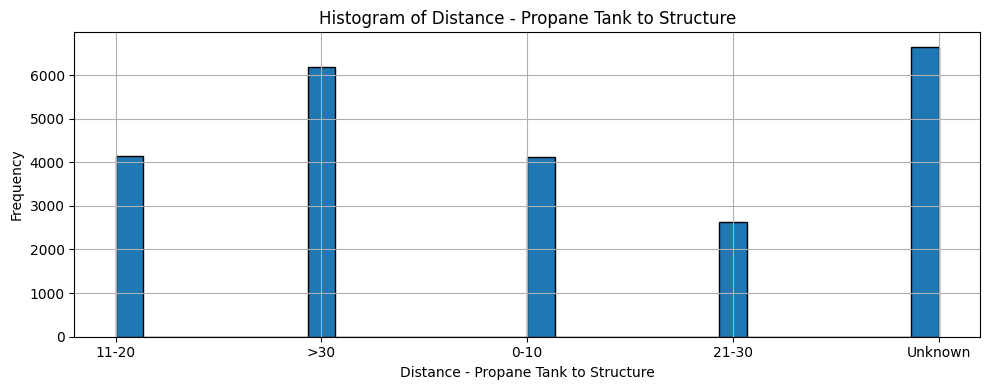 Histogram of Distance - Propane Tank to Structure
Frequency
6000
5000
4000
3000
2000
1000
0
11-20 >30 0-10 21-30 Unknown
Distance - Propane Tank to Structure